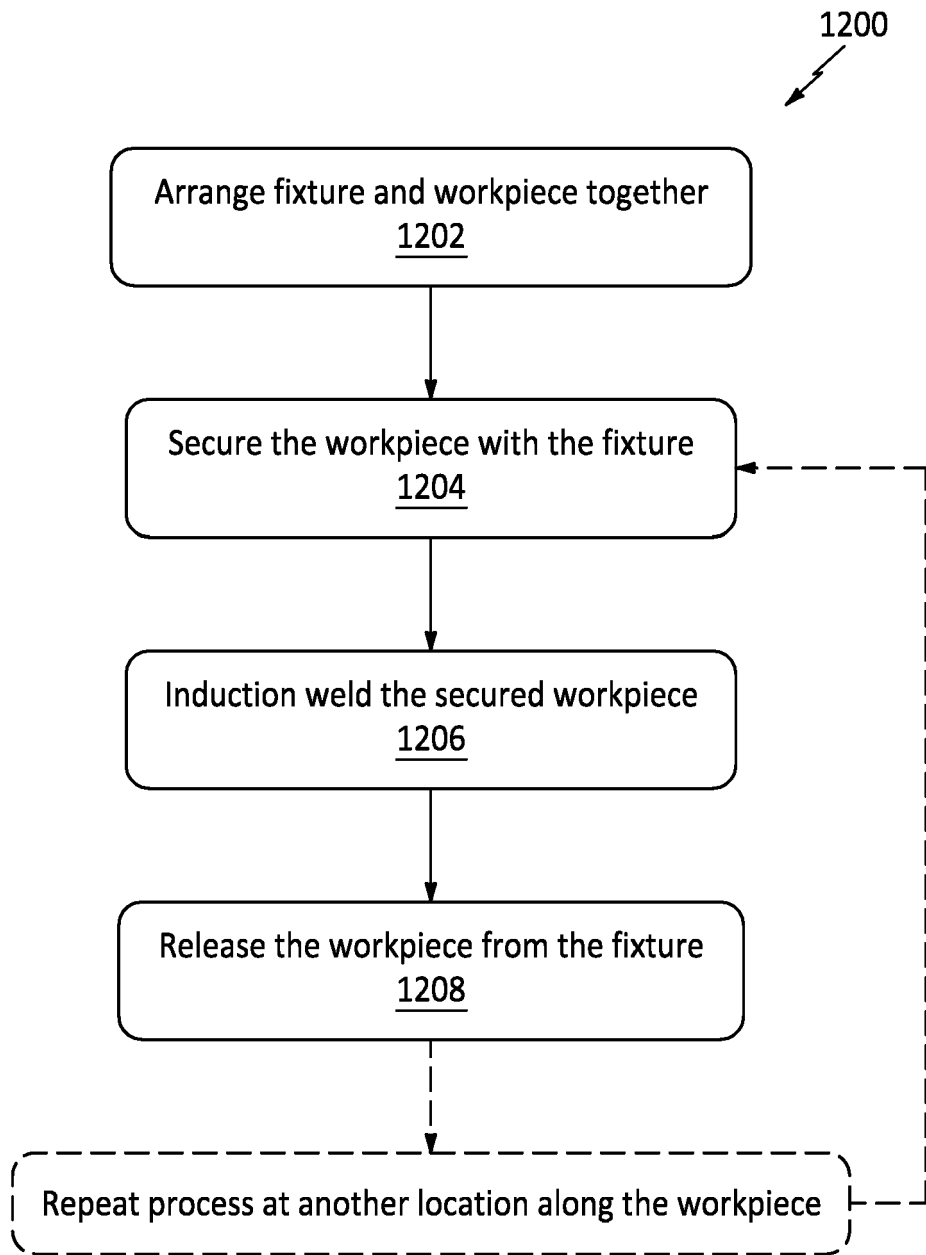 1200
Arrange fixture and workpiece together
1202
Secure the workpiece with the fixture
1204
Induction weld the secured workpiece
1206
Release the workpiece from the fixture
1208
Repeat process at another location along the workpiece